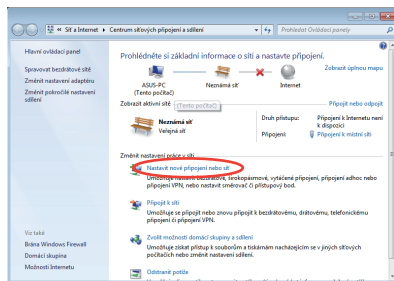 Síť a Internet ▸ Centrum síťových připojení a sdílení
Prohledat Ovládací panely
Hlavní ovládací panel
Spravovat bezdrátové sítě
Změnit nastavení adaptéru
Změnit pokročilé nastavení
sdílení
Viz také
Brána Windows Firewall
Domácí skupina
Možnosti Internetu
Prohlédněte si základní informace o síti a nastavte připojení.
Zobrazit úplnou mapu
ASUS-PC
(Tento počítač)
Neznámá síť
Internet
Zobrazit aktivní sítě
(Tento počítač)
Připojit nebo odpojit
Neznámá síť
Veřejná síť
Druh přístupu:
Připojení k Internetu není
k dispozici
Připojení:
Připojení k místní síti
Změnit nastavení práce v síti
Nastavit nové připojení nebo síť
Umožňuje nastavit bezdrátové, širokopásmové, vytáčené připojení, připojení adhoc nebo
připojení VPN, nebo nastavit směrovač či přístupový bod.
Připojit k síti
Umožňuje se připojit nebo znovu připojit k bezdrátovému, drátovému, telefonickému
připojení či připojení VPN.
Zvolit možnosti domácí skupiny a sdílení
Umožňuje získat přístup k souborům a tiskárnám nacházejícím se v jiných síťových
počítačích nebo změnit nastavení sdílení.
Odstranit potíže